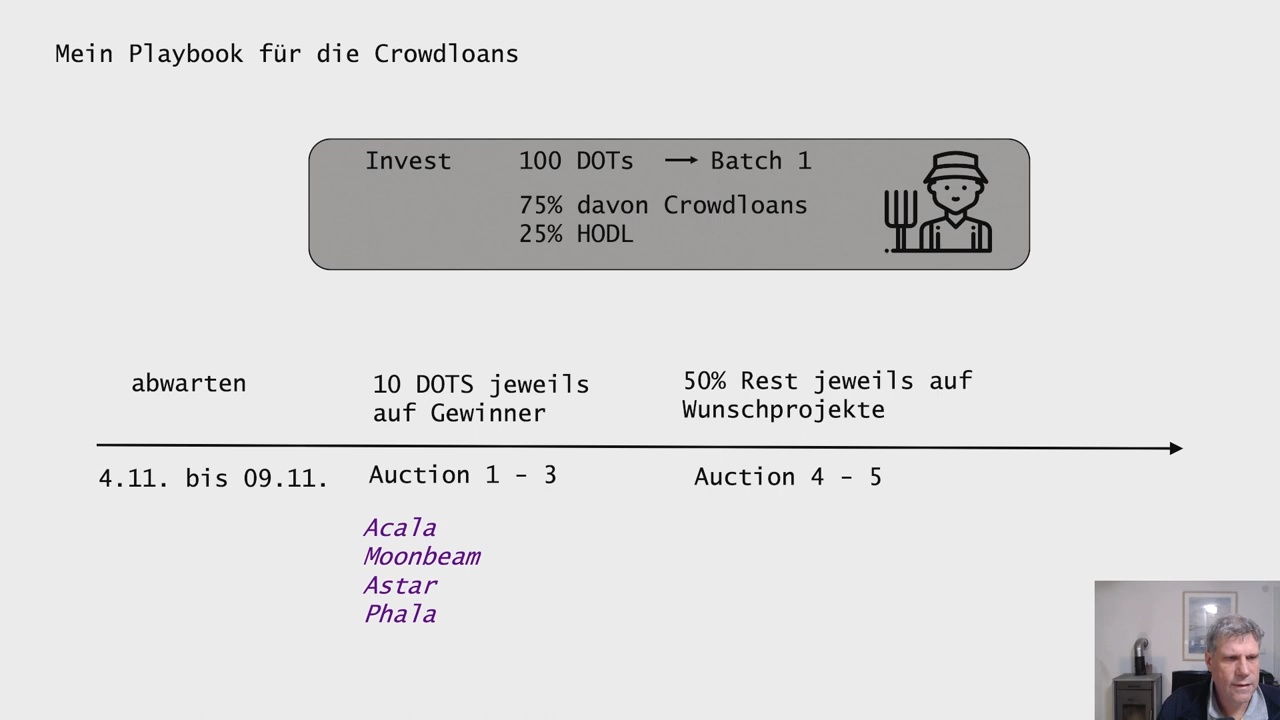 Mein Playbook für die Crowdloans
Invest 100 DOTs → Batch 1
75% davon Crowdloans
25% HODL
abwarten
10 DOTS jeweils
auf Gewinner
50% Rest jeweils auf
Wunschprojekte
4.11. bis 09.11.
Auction 1 – 3
Auction 4 – 5
Acala
Moonbeam
Astar
Phala